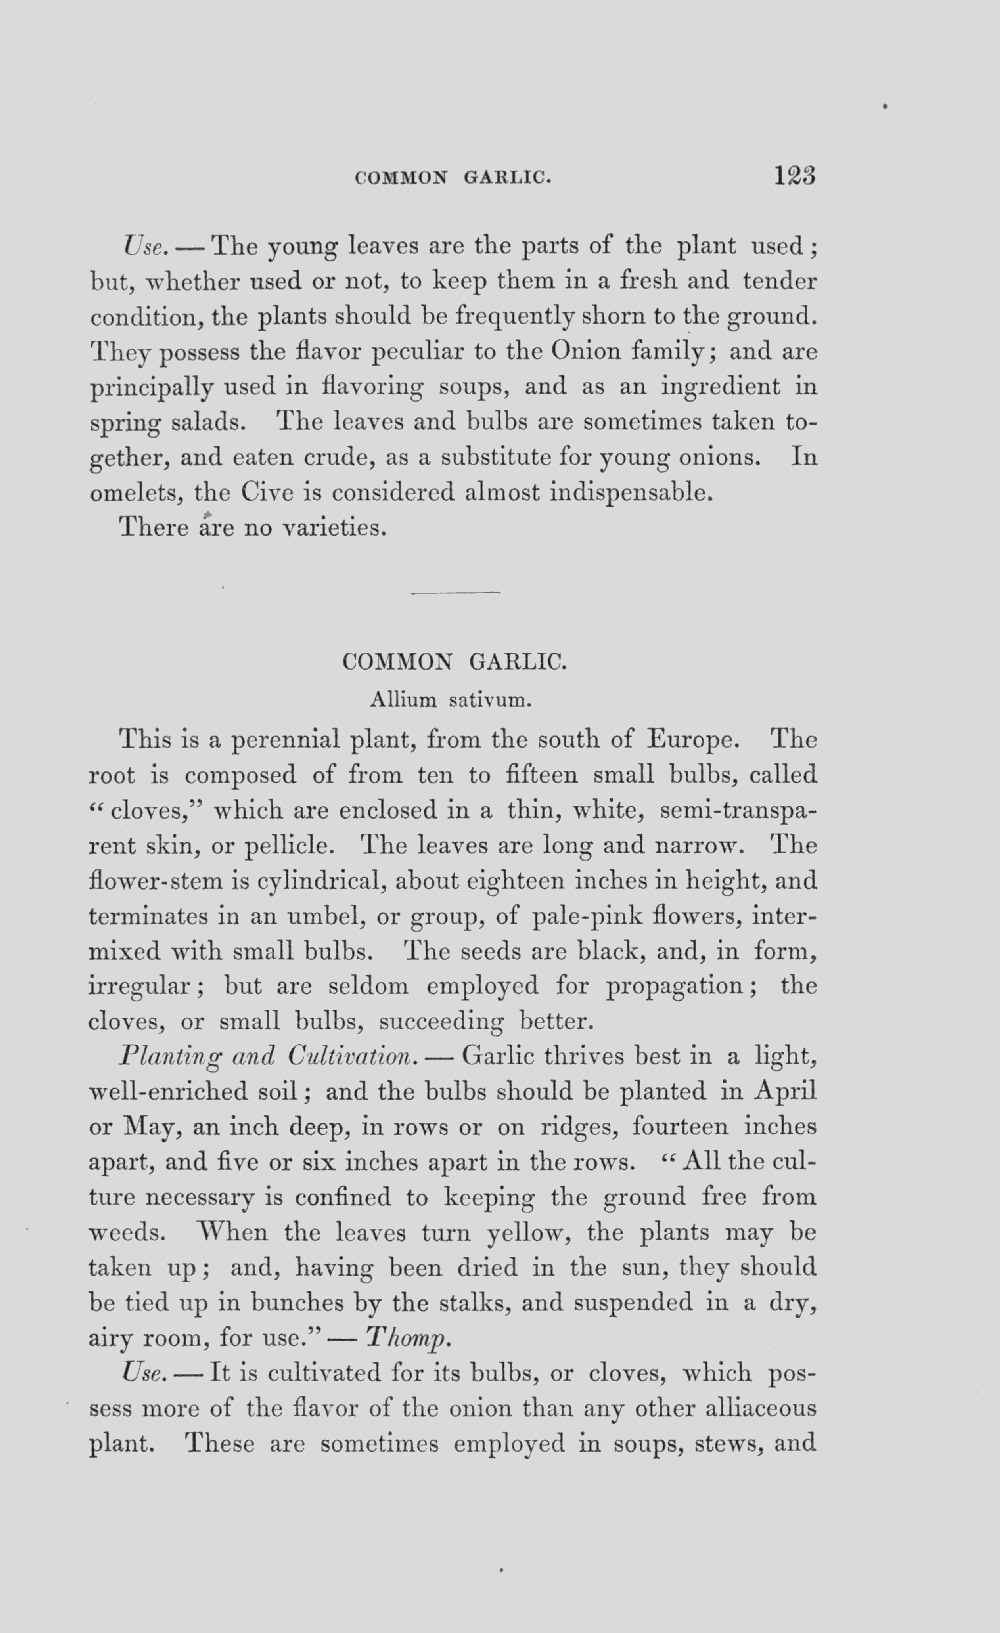 COMMON GARLIC. 123
Use. — The young leaves are the parts of the plant used;
but, whether used or not, to keep them in a fresh and tender
condition, the plants should be frequently shorn to the ground.
They possess the flavor peculiar to the Onion family; and are
principally used in flavoring soups, and as an ingredient in
spring salads. The leaves and bulbs are sometimes taken to-
gether, and eaten crude, as a substitute for young onions. In
omelets, the Cive is considered almost indispensable.
There are no varieties.
COMMON GARLIC.
Allium sativum.
This is a perennial plant, from the south of Europe. The
root is composed of from ten to fifteen small bulbs, called
“cloves,” which are enclosed in a thin, white, semi-transpa-
rent skin, or pellicle. The leaves are long and narrow. The
flower-stem is cylindrical, about eighteen inches in height, and
terminates in an umbel, or group, of pale-pink flowers, inter-
mixed with small bulbs. The seeds are black, and, in form,
irregular; but are seldom employed for propagation; the
cloves, or small bulbs, succeeding better.
Planting and Cultivation. — Garlic thrives best in a light,
well-enriched soil; and the bulbs should be planted in April
or May, an inch deep, in rows or on ridges, fourteen inches
apart, and five or six inches apart in the rows. “All the cul-
ture necessary is confined to keeping the ground free from
weeds. When the leaves turn yellow, the plants may be
taken up; and, having been dried in the sun, they should
be tied up in bunches by the stalks, and suspended in a dry,
airy room, for use.” — Thomp.
Use. — It is cultivated for its bulbs, or cloves, which pos-
sess more of the flavor of the onion than any other alliaceous
plant. These are sometimes employed in soups, stews, and